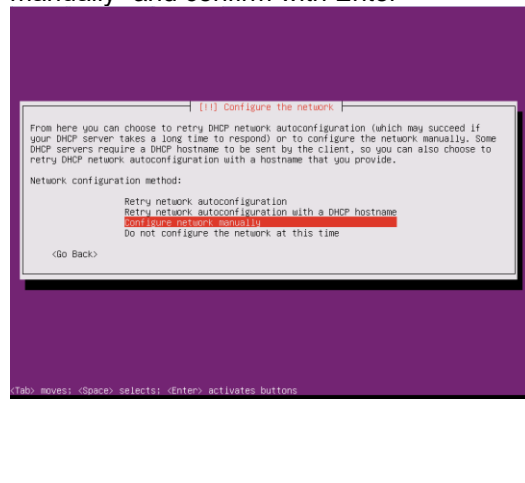 manually" and confirm with Enter
[!!] Configure the network
From here you can choose to retry DHCP network autoconfiguration (which may succeed if
your DHCP server takes a long time to respond) or to configure the network manually. Some
DHCP servers require a DHCP hostname to be sent by the client, so you can also choose to
retry DHCP network autoconfiguration with a hostname that you provide.
Network configuration method:
Retry network autoconfiguration
Retry network autoconfiguration with a DHCP hostname
Configure network manually
Do not configure the network at this time
<Go Back>
<Tab> moves; <Space> selects; <Enter> activates buttons